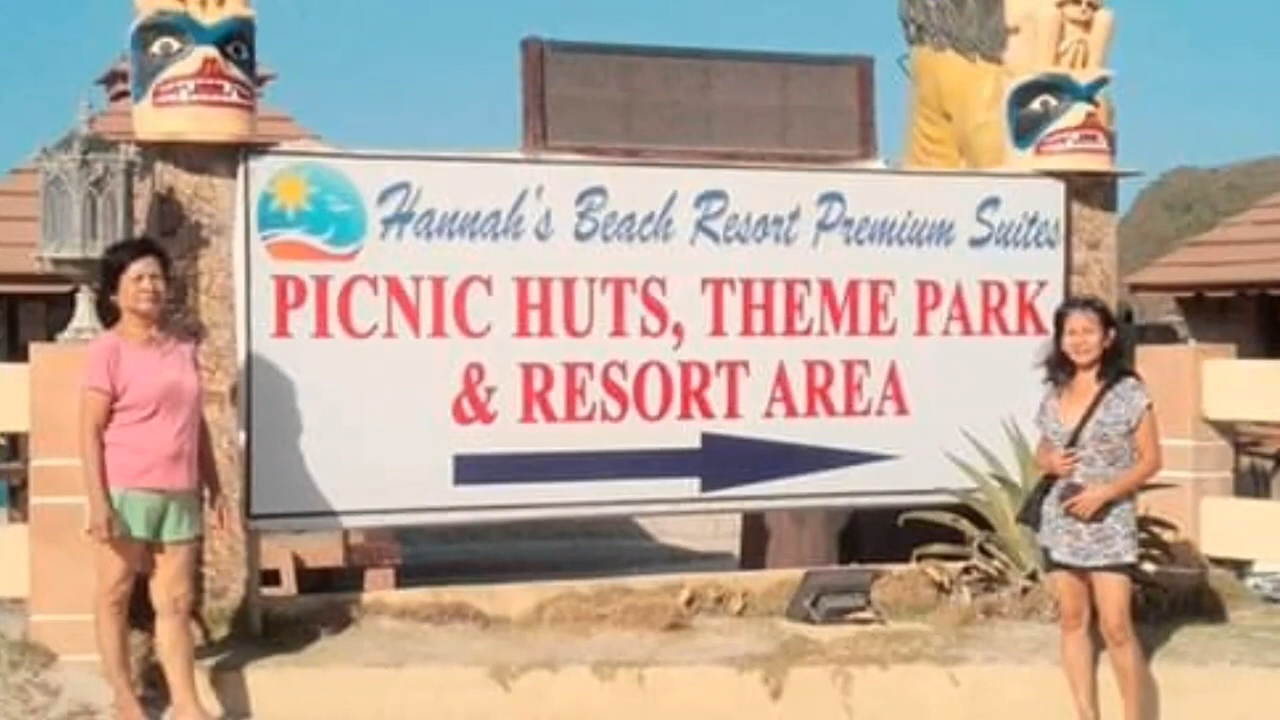 Hannah's Beach Resort Premium Suites
PICNIC HUTS, THEME PARK
& RESORT AREA